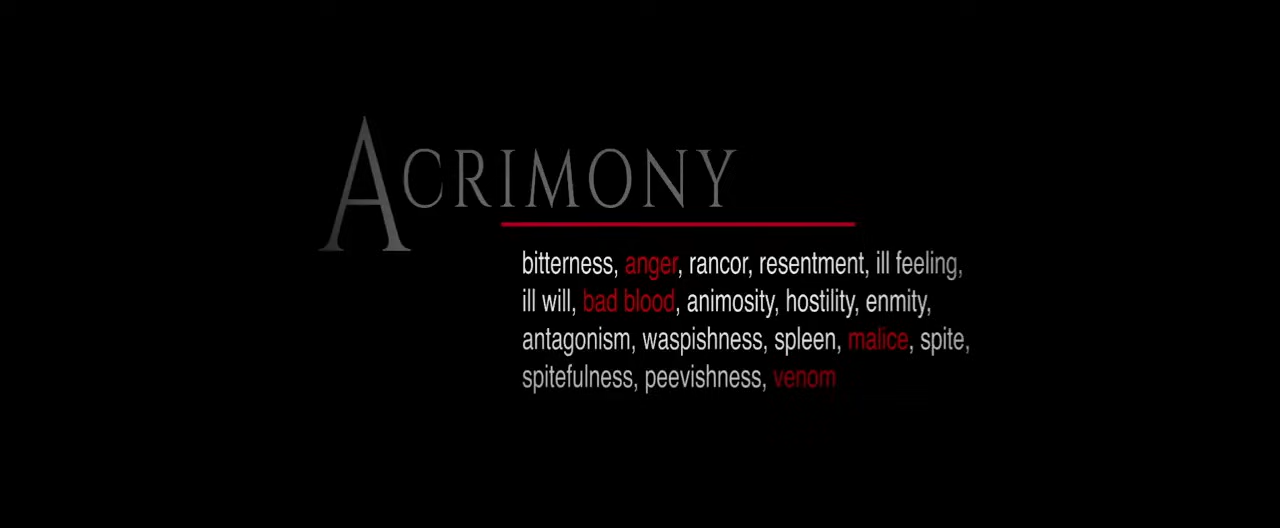 ACRIMONY
bitterness, anger, rancor, resentment, ill feeling,
ill will, bad blood, animosity, hostility, enmity,
antagonism, waspishness, spleen, malice, spite,
spitefulness, peevishness, venom